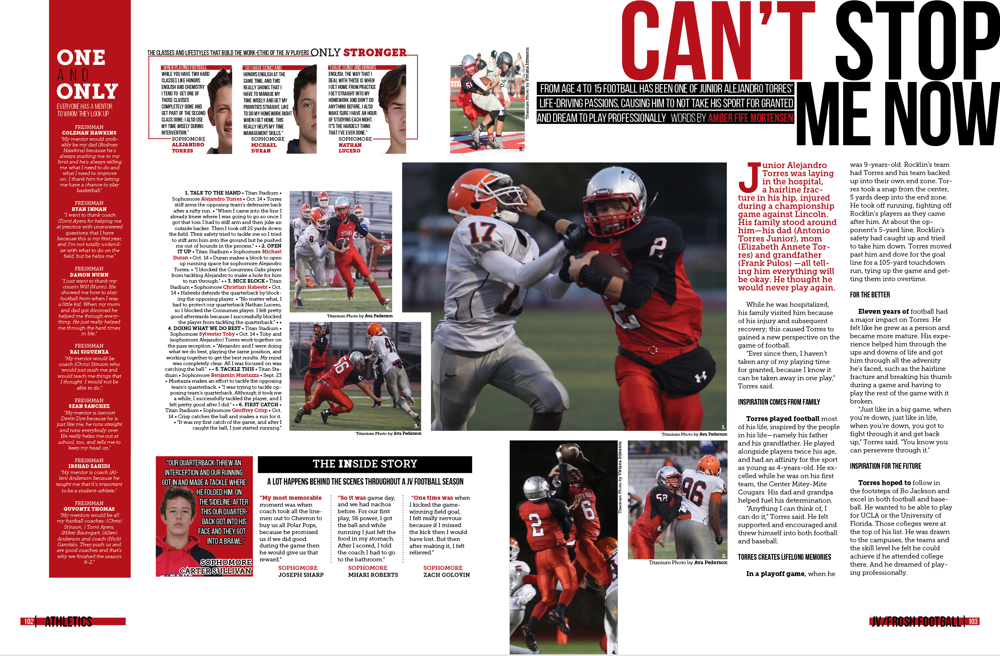 ONE
AND
ONLY
EVERYONE HAS A MENTOR
TO WHOM THEY LOOK UP
FRESHMAN
COLEMAN HAWKINS
"My mentor would prob-
ably be my dad (Rodney
Hawkins) because he's
always pushing me to my
limit and he's always telling
me what I need to do and
what I need to improve
on. I thank him for letting
me have a chance to play
basketball."
FRESHMAN
RYAN INMAN
"I want to thank coach
(Tom) Ayers for helping me
at practice with unanswered
questions that I have
because this is my first year,
and I'm not totally unfamil-
iar with what to do on the
field, but he helps me."
FRESHMAN
DAMON NUNN
"I just want to thank my
cousin Will (Nunn). He
showed me how to play
football from when I was
a little kid. When my mom
and dad got divorced he
helped me through every-
thing. He just really helped
me through the hard times
in life."
FRESHMAN
RAI SIQUENZA
"My mentor would be
coach (Chris) Stinson who
would just push me and
would teach me things that
I thought I would not be
able to do."
FRESHMAN
SEAN SANCHEZ
"My mentor is (senior)
Devin Dye because he is
just like me, he runs straight
and runs everybody over.
He really helps me out at
school, too, and tells me to
keep my head up."
FRESHMAN
IRSHAD ZAHIDI
"My mentor is coach (Al-
len) Anderson because he
taught me that it's important
to be a student-athlete."
FRESHMAN
QUVONTE THOMAS
"My mentors would be all
my football coaches: (Chris)
Stinson, ( Tom) Ayers,
(Mike) Baumgart, (Allen)
Anderson and coach (Nick)
Garofalo. They push us and
are good coaches and that's
why we finished the season
6-2."
THE CLASSES AND LIFESTYLES THAT BUILD THE WORK-ETHIC OF THE JV PLAYERS ONLY STRONGER
"WHEN PLAYING FOOTBALL
WHILE YOU HAVE TWO HARD
CLASSES LIKE HONORS
ENGLISH AND CHEMISTRY
I TEND TO GET ONE OF
THOSE CLASSES
COMPLETELY DONE AND
GET PART OF THE SECOND
CLASS DONE; I ALSO USE
MY TIME WISELY DURING
INTERVENTION."
SOPHOMORE
ALEJANDRO
TORRES
"SO I HAVE CCIM2 AND
HONORS ENGLISH AT THE
SAME TIME, AND THIS
REALLY SHOWS THAT I
HAVE TO MANAGE MY
TIME WISELY AND GET MY
PRIORITIES STRAIGHT, LIKE
TO DO MY HOMEWORK RIGHT
WHEN I GET HOME. THIS
REALLY HELPS MY TIME
MANAGEMENT SKILLS."
SOPHOMORE
MICHAEL
DURAN
"I HAVE CCIM2 AND HONORS
ENGLISH. THE WAY THAT I
DEAL WITH THESE IS WHEN
I GET HOME FROM PRACTICE
I GET STRAIGHT INTO MY
HOMEWORK AND DON'T DO
ANYTHING BEFORE. I ALSO
MAKE SURE I HAVE AN HOUR
OF STUDYING EACH NIGHT.
IT'S THE HARDEST THING
THAT I'VE EVER DONE."
SOPHOMORE
NATHAN
LUCERO
5.
Titanium Photo by Viviana Irimescu
CAN'T STOP
ME NOW
FROM AGE 4 TO 15 FOOTBALL HAS BEEN ONE OF JUNIOR ALEJANDRO TORRES'
LIFE-DRIVING PASSIONS, CAUSING HIM TO NOT TAKE HIS SPORT FOR GRANTED
AND DREAM TO PLAY PROFESSIONALLY WORDS BY AMBER FIFE MORTENSEN
1. TALK TO THE HAND • Titan Stadium •
Sophomore Alejandro Torres • Oct. 14 • Torres
stiff arms the opposing team's defensive back
after a nifty run. • "When I came into the line I
already knew where I was going to go so once I
got that toss I had to stiff arm and then juke an
outside backer. Then I took off 25 yards down
the field. Their safety tried to tackle me so I tried
to stiff arm him into the ground but he pushed
me out of bounds in the process." • • 2. OPEN
IT UP • Titan Stadium • Sophomore Michael
Duran • Oct. 14 • Duran makes a block to open
up running space for sophomore Alejandro
Torres. • "I blocked the Cosumnes Oaks player
from tackling Alejandro to make a hole for him
to run through." • • 3. NICE BLOCK • Titan
Stadium • Sophomore Christian Habeebi • Oct.
14 • Habeebi defends the quarterback by block-
ing the opposing player. • "No matter what, I
had to protect our quarterback Nathan Lucero,
so I blocked the Consumes player. I felt pretty
good afterwards because I successfully blocked
the player from tackling the quarterback." • •
4. DOING WHAT WE DO BEST • Titan Stadium •
Sophomore Sylvester Toby • Oct. 14 • Toby and
(sophomore Alejandro) Torres work together on
the pass reception. • "Alejandro and I were doing
what we do best, playing the same position, and
working together to get the best results. My mind
was completely clear. All I was focused on was
catching the ball." • • 5. TACKLE THIS • Titan Sta-
dium • Sophomore Benjamin Mustazza • Sept. 23
• Mustazza makes an effort to tackle the opposing
team's quarterback. • "I was trying to tackle op-
posing team's quarterback. Although it took me
a while, I successfully tackled the player, and I
felt pretty good after I did." • • 6. FIRST CATCH •
Titan Stadium • Sophomore Geoffrey Crisp • Oct.
14 • Crisp catches the ball and makes a run for it.
• "It was my first catch of the game, and after I
caught the ball, I just started running."
8
TITANS
6.
Titanium Photo by Ava Pederson
56
3.
Titanium Photo by Ava Pederson
17
2
2
1.
Titanium Photo by Ava Pederson
Junior Alejandro
Torres was laying
in the hospital,
a hairline frac-
ture in his hip, injured
during a championship
game against Lincoln.
His family stood around
him—his dad (Antonio
Torres Junior), mom
(Elizabeth Annete Tor-
res) and grandfather
(Frank Pulos) —all tell-
ing him everything will
be okay. He thought he
would never play again.
While he was hospitalized,
his family visited him because
of his injury and subsequent
recovery; this caused Torres to
gained a new perspective on the
game of football.
"Ever since then, I haven't
taken any of my playing time
for granted, because I know it
can be taken away in one play,"
Torres said.
INSPIRATION COMES FROM FAMILY
Torres played football most
of his life, inspired by the people
in his life—namely his father
and his grandfather. He played
alongside players twice his age,
and had an affinity for the sport
as young as 4-years-old. He ex-
celled while he was on his first
team, the Center Mitey-Mite
Cougars. His dad and grandpa
helped fuel his determination.
"Anything I can think of, I
can do it," Torres said. He felt
supported and encouraged and
threw himself into both football
and baseball.
TORRES CREATES LIFELONG MEMORIES
In a playoff game, when he
was 9-years-old, Rocklin's team
had Torres and his team backed
up into their own end zone. Tor-
res took a snap from the center,
5 yards deep into the end zone.
He took off running, fighting off
Rocklin's players as they came
after him. At about the op-
ponent's 5-yard line, Rocklin's
safety had caught up and tried
to take him down. Torres moved
past him and dove for the goal
line for a 105-yard touchdown
run, tying up the game and get-
ting them into overtime.
FOR THE BETTER
Eleven years of football had
a major impact on Torres. He
felt like he grew as a person and
became more mature. His expe-
rience helped him through the
ups and downs of life and got
him through all the adversity
he's faced, such as the hairline
fracture and breaking his thumb
during a game and having to
play the rest of the game with it
broken.
"Just like in a big game, when
you're down, just like in life,
when you're down, you got to
fight through it and get back
up," Torres said. "You know you
can persevere through it."
INSPIRATION FOR THE FUTURE
Torres hoped to follow in
the footsteps of Bo Jackson and
excel in both football and base-
ball. He wanted to be able to play
for UCLA or the University of
Florida. Those colleges were at
the top of his list. He was drawn
to the campuses, the teams and
the skill level he felt he could
achieve if he attended college
there. And he dreamed of play-
ing professionally.
"OUR QUARTERBACK THREW AN
INTERCEPTION AND OUR RUNNING
GOT IN AND MADE A TACKLE WHERE
HE FOLDED HIM ON
THE SIDELINE. AFTER
THIS OUR QUARTER-
BACK GOT INTO HIS
FACE AND THEY GOT
INTO A BRAWL."
SOPHOMORE
CARTER SULLIVAN
THE INSIDE STORY
A LOT HAPPENS BEHIND THE SCENES THROUGHOUT A JV FOOTBALL SEASON
"My most memorable
moment was when
coach took all the line-
men out to Chevron to
buy us all Polar Pops,
because he promised
us if we did good
during the game then
he would give us that
reward."
SOPHOMORE
JOSEPH SHARP
"So it was game day,
and we had nachos
before. For our first
play, 56 power, I got
the ball and while
running I just felt the
food in my stomach.
After I scored, I told
the coach I had to go
to the bathroom."
SOPHOMORE
MHARI ROBERTS
"One time was when
I kicked the game-
winning field goal,
I felt really nervous
because if I missed
the kick then I would
have lost. But then
after making it, I felt
relieved."
SOPHOMORE
ZACH GOLOVIN
2
TITANS
6
4.
Titanium Photo by Viviana Irimescu
52
96
96
2.
Titanium Photo by Ava Pederson
102 ATHLETICS
JV/FROSH FOOTBALL 103